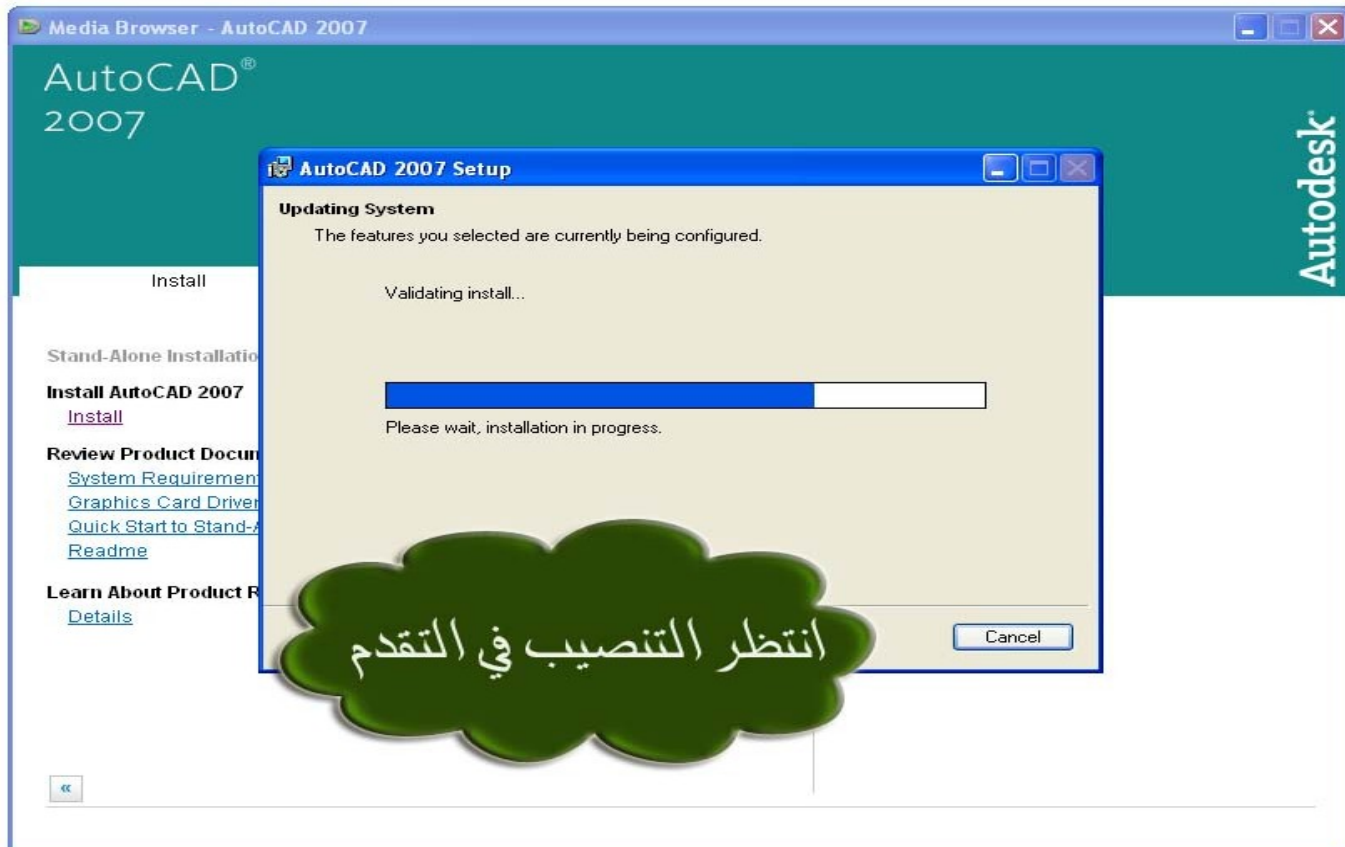 Media Browser - AutoCAD 2007
AutoCAD®
2007
Autodesk
AutoCAD 2007 Setup
Updating System
The features you selected are currently being configured.
Validating install...
Please wait, installation in progress.
Cancel
Install
Stand-Alone Installatio
Install AutoCAD 2007
Install
Review Product Docum
System Requirement
Graphics Card Driver
Quick Start to Stand-A
Readme
Learn About Product R
Details
انتظر التنصيب في التقدم
«